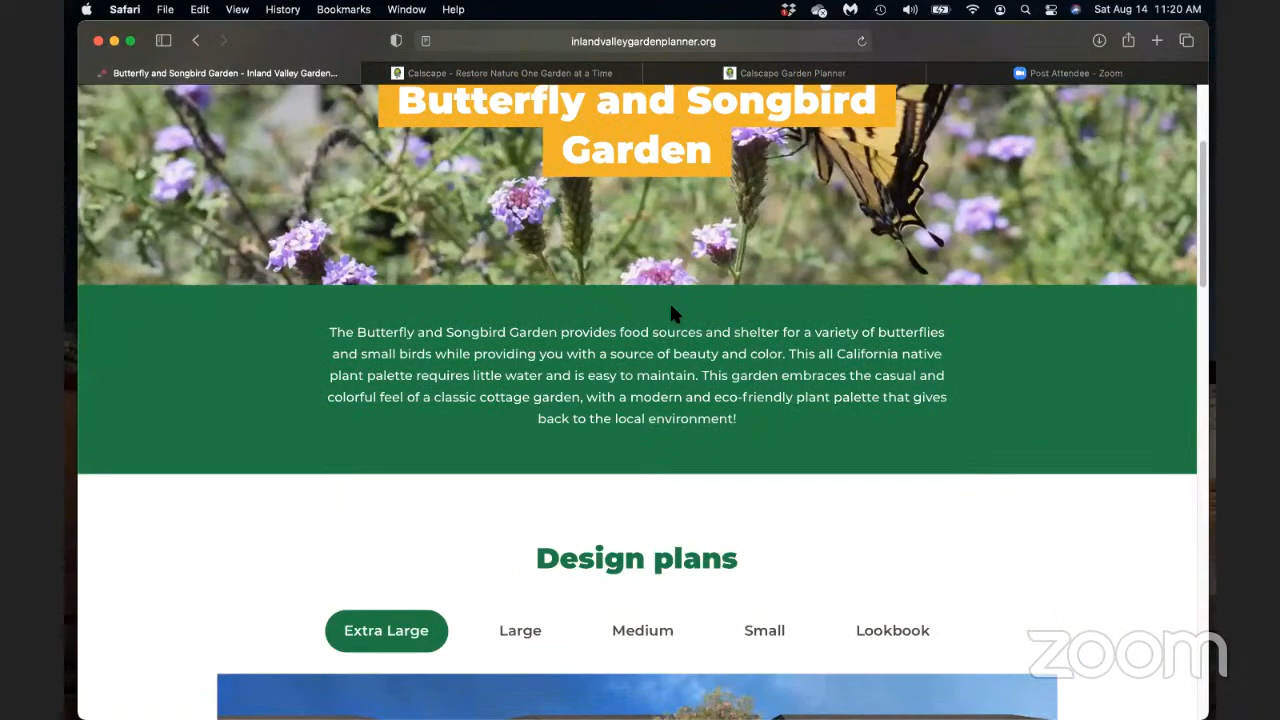 Safari File Edit View History Bookmarks Window Help Sat Aug 14 11:20 AM
inlandvalleygardenplanner.org
Butterfly and Songbird Garden - Inland Valley Garden... Calscape - Restore Nature One Garden at a Time Calscape Garden Planner Post Attendee - Zoom
Butterfly and Songbird
Garden
The Butterfly and Songbird Garden provides food sources and shelter for a variety of butterflies
and small birds while providing you with a source of beauty and color. This all California native
plant palette requires little water and is easy to maintain. This garden embraces the casual and
colorful feel of a classic cottage garden, with a modern and eco-friendly plant palette that gives
back to the local environment!
Design plans
Extra Large Large Medium Small Lookbook
zoom